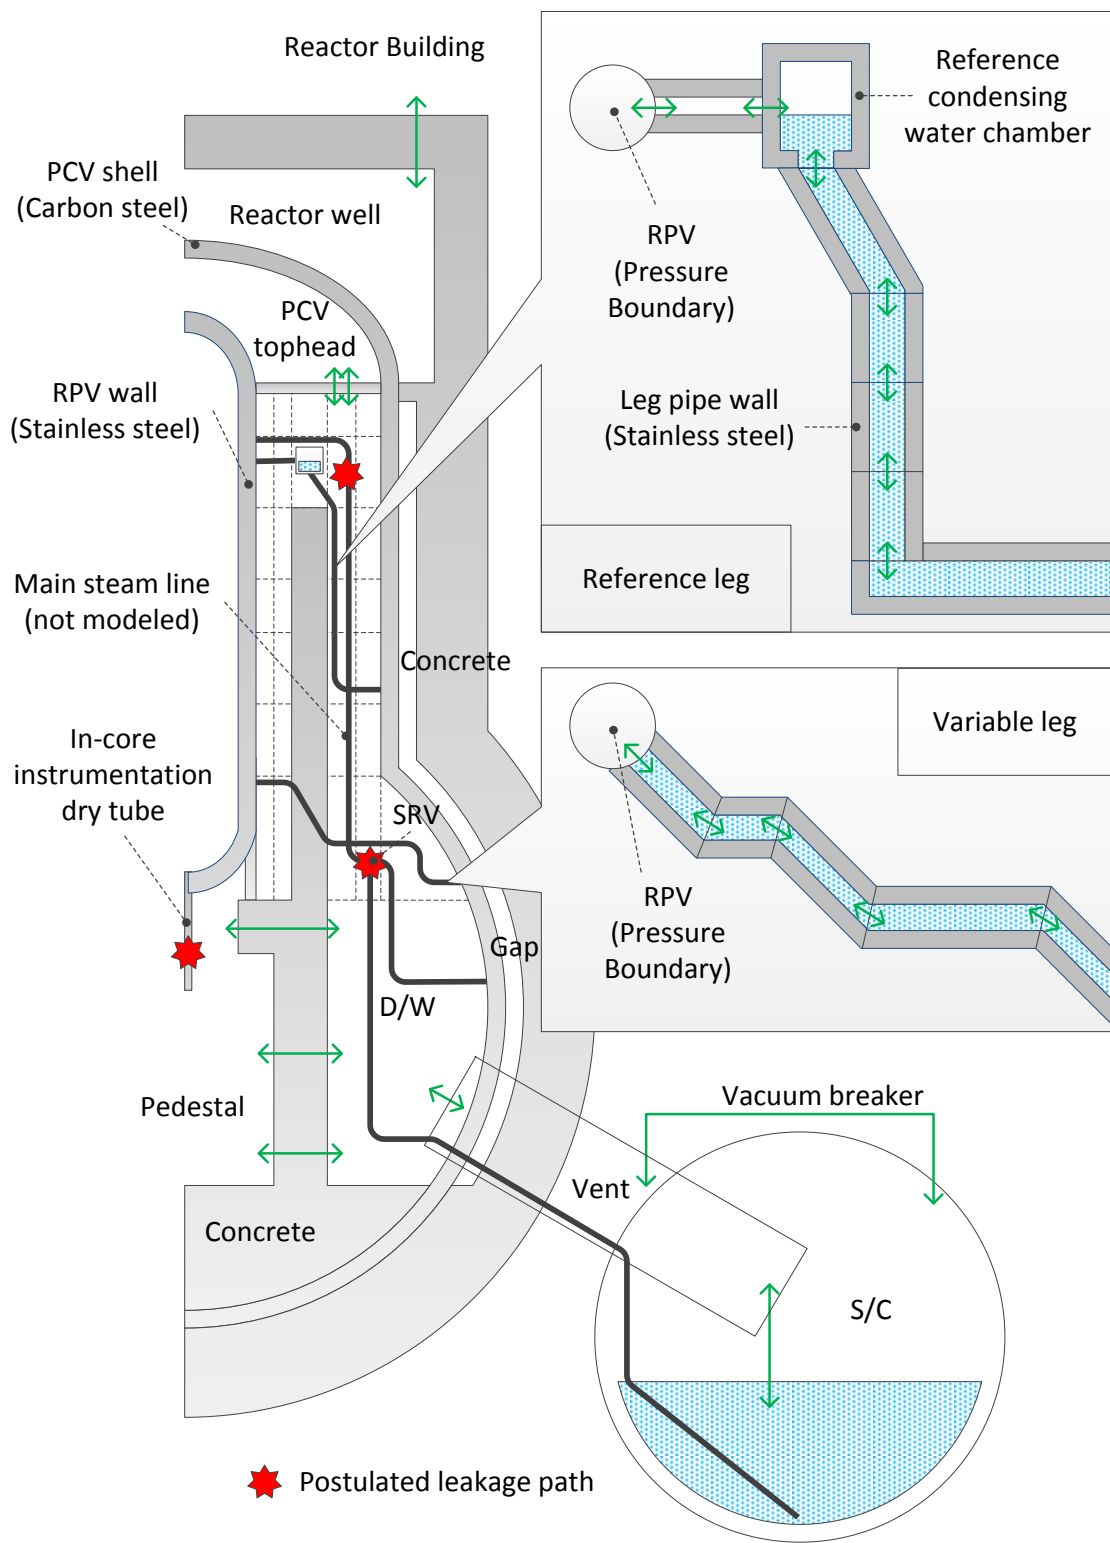 Reactor Building
PCV shell
(Carbon steel)
Reactor well
PCV
tophead
RPV wall
(Stainless steel)
Main steam line
(not modeled)
Concrete
In-core
instrumentation
dry tube
SRV
Gap
D/W
Pedestal
Concrete
Reference
condensing
water chamber
RPV
(Pressure
Boundary)
Leg pipe wall
(Stainless steel)
Reference leg
Variable leg
RPV
(Pressure
Boundary)
Vacuum breaker
Vent
S/C
Postulated leakage path